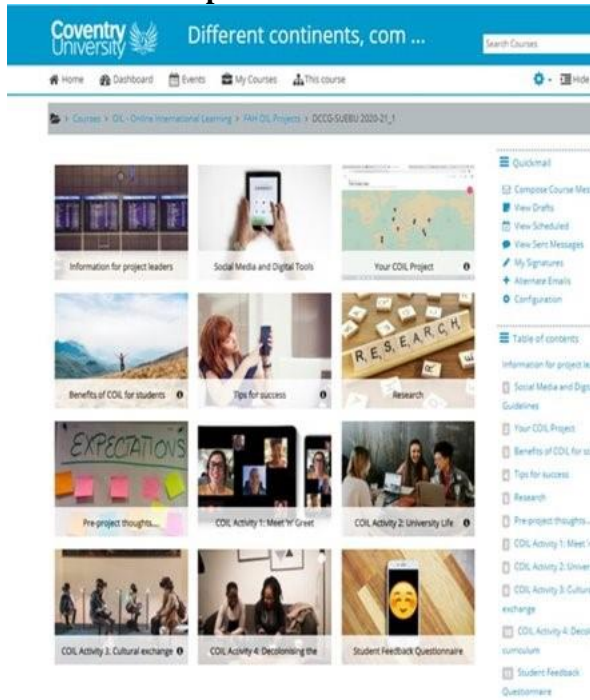 Coventry
University
Different continents, com ...
Search Courses
Home Dashboard Events My Courses This course
Hide
> Courses > OIL - Online International Learning > FAH OIL Projects > DCCG-SUEBU 2020-21_1
Information for project leaders
Social Media and Digital Tools
Your COIL Project
Benefits of COIL for students
Tips for success
RESEARCH
Research
EXPECTATIONS
Pre-project thoughts....
COIL Activity 1: Meet 'n' Greet
COIL Activity 2: University Life
COIL Activity 3: Cultural exchange
COIL Activity 4: Decolonising the
Student Feedback Questionnaire
Quickmail
Compose Course Mes
View Drafts
View Scheduled
View Sent Messages
My Signatures
Alternate Emails
Configuration
Table of contents
Information for project le
Social Media and Digi
Guidelines
Your COIL Project
Benefits of COIL for st
Tips for success
Research
Pre-project thoughts..
COIL Activity 1: Meet '
COIL Activity 2: Univer
COIL Activity 3: Cultura
exchange
COIL Activity 4: Decol
curriculum
Student Feedback
Questionnaire